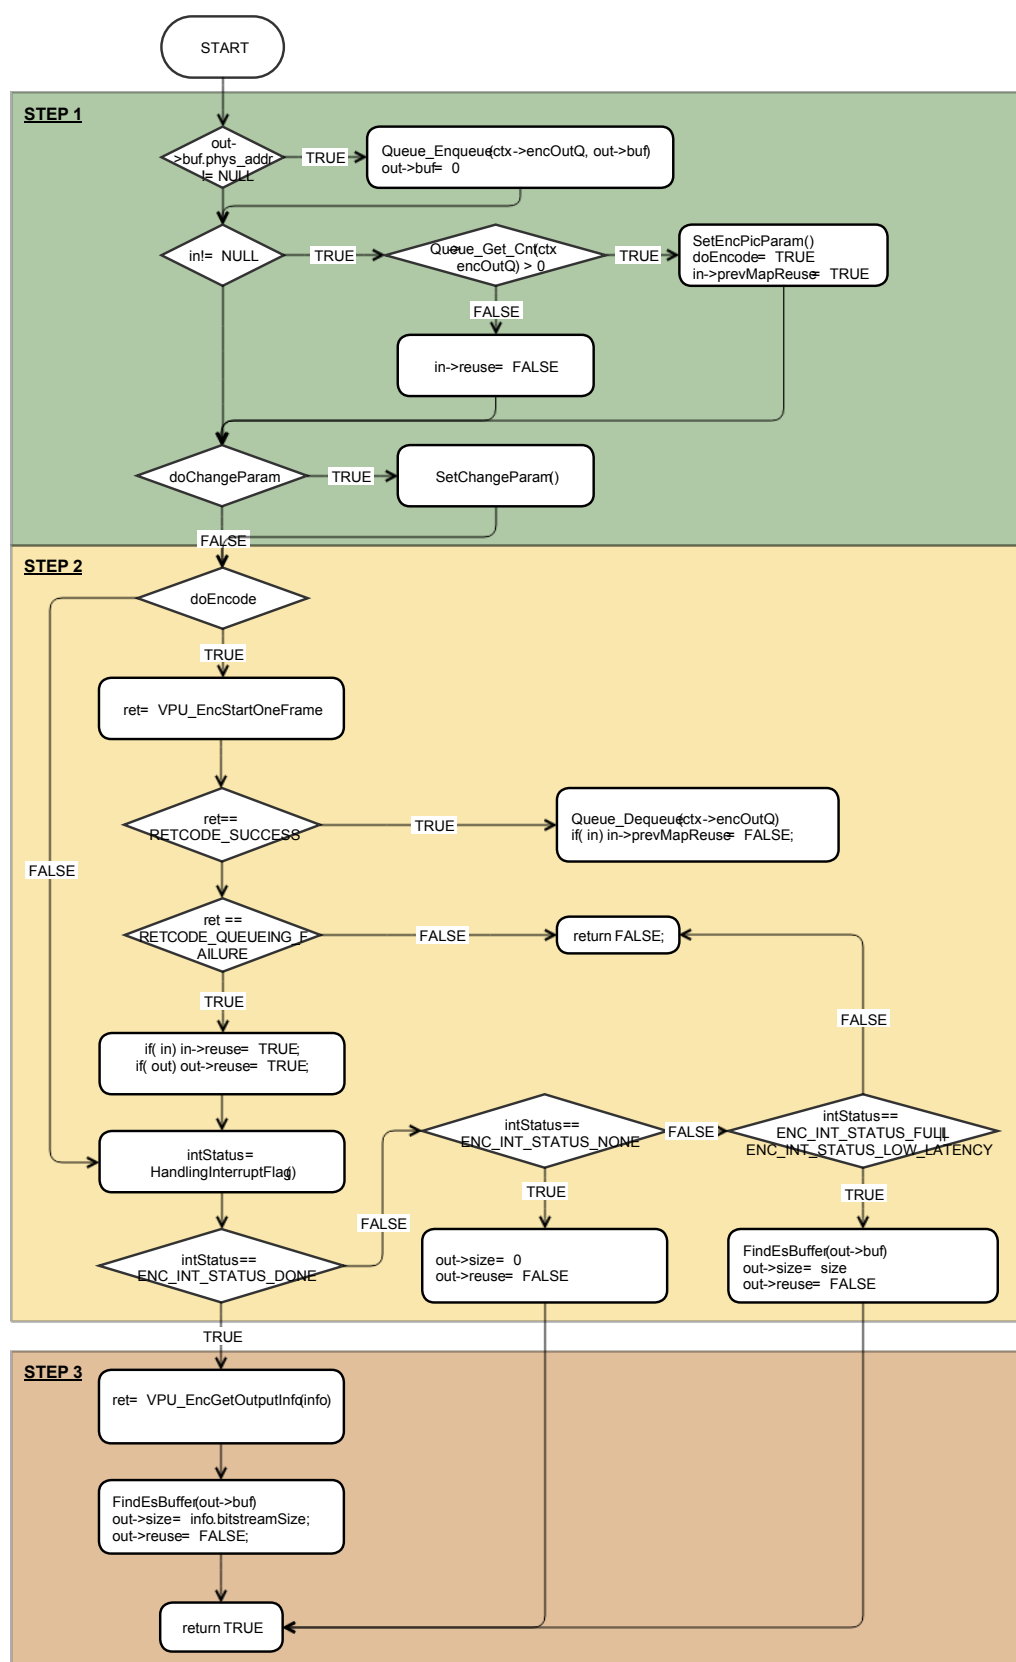 START
STEP 1
out-
>buf.phys_addr
!= NULL
TRUE
Queue_Enqueue(ctx->encOutQ, out->buf)
out->buf= 0
in!= NULL
TRUE
Queue_Get_Cnt(ctx->
encOutQ) > 0
TRUE
SetEncPicParam()
doEncode= TRUE
in->prevMapReuse= TRUE
FALSE
in->reuse= FALSE
doChangeParam
TRUE
SetChangeParam()
FALSE
STEP 2
doEncode
TRUE
ret= VPU_EncStartOneFrame
ret==
RETCODE_SUCCESS
TRUE
Queue_Dequeue(ctx->encOutQ)
if( in) in->prevMapReuse= FALSE;
FALSE
ret ==
RETCODE_QUEUEING_F
AILURE
FALSE
return FALSE;
TRUE
FALSE
if( in) in->reuse= TRUE;
if( out) out->reuse= TRUE;
intStatus=
HandlingInterruptFlag()
intStatus==
ENC_INT_STATUS_NONE
FALSE
intStatus==
ENC_INT_STATUS_FULL||
ENC_INT_STATUS_LOW_LATENCY
TRUE
TRUE
FALSE
intStatus==
ENC_INT_STATUS_DONE
out->size= 0
out->reuse= FALSE
FindEsBuffer(out->buf)
out->size= size
out->reuse= FALSE
TRUE
STEP 3
ret= VPU_EncGetOutputInfo(info)
FindEsBuffer(out->buf)
out->size= info.bitstreamSize;
out->reuse= FALSE;
return TRUE